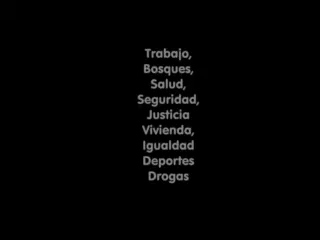 Trabajo,
Bosques,
Salud,
Seguridad,
Justicia
Vivienda,
Igualdad
Deportes
Drogas